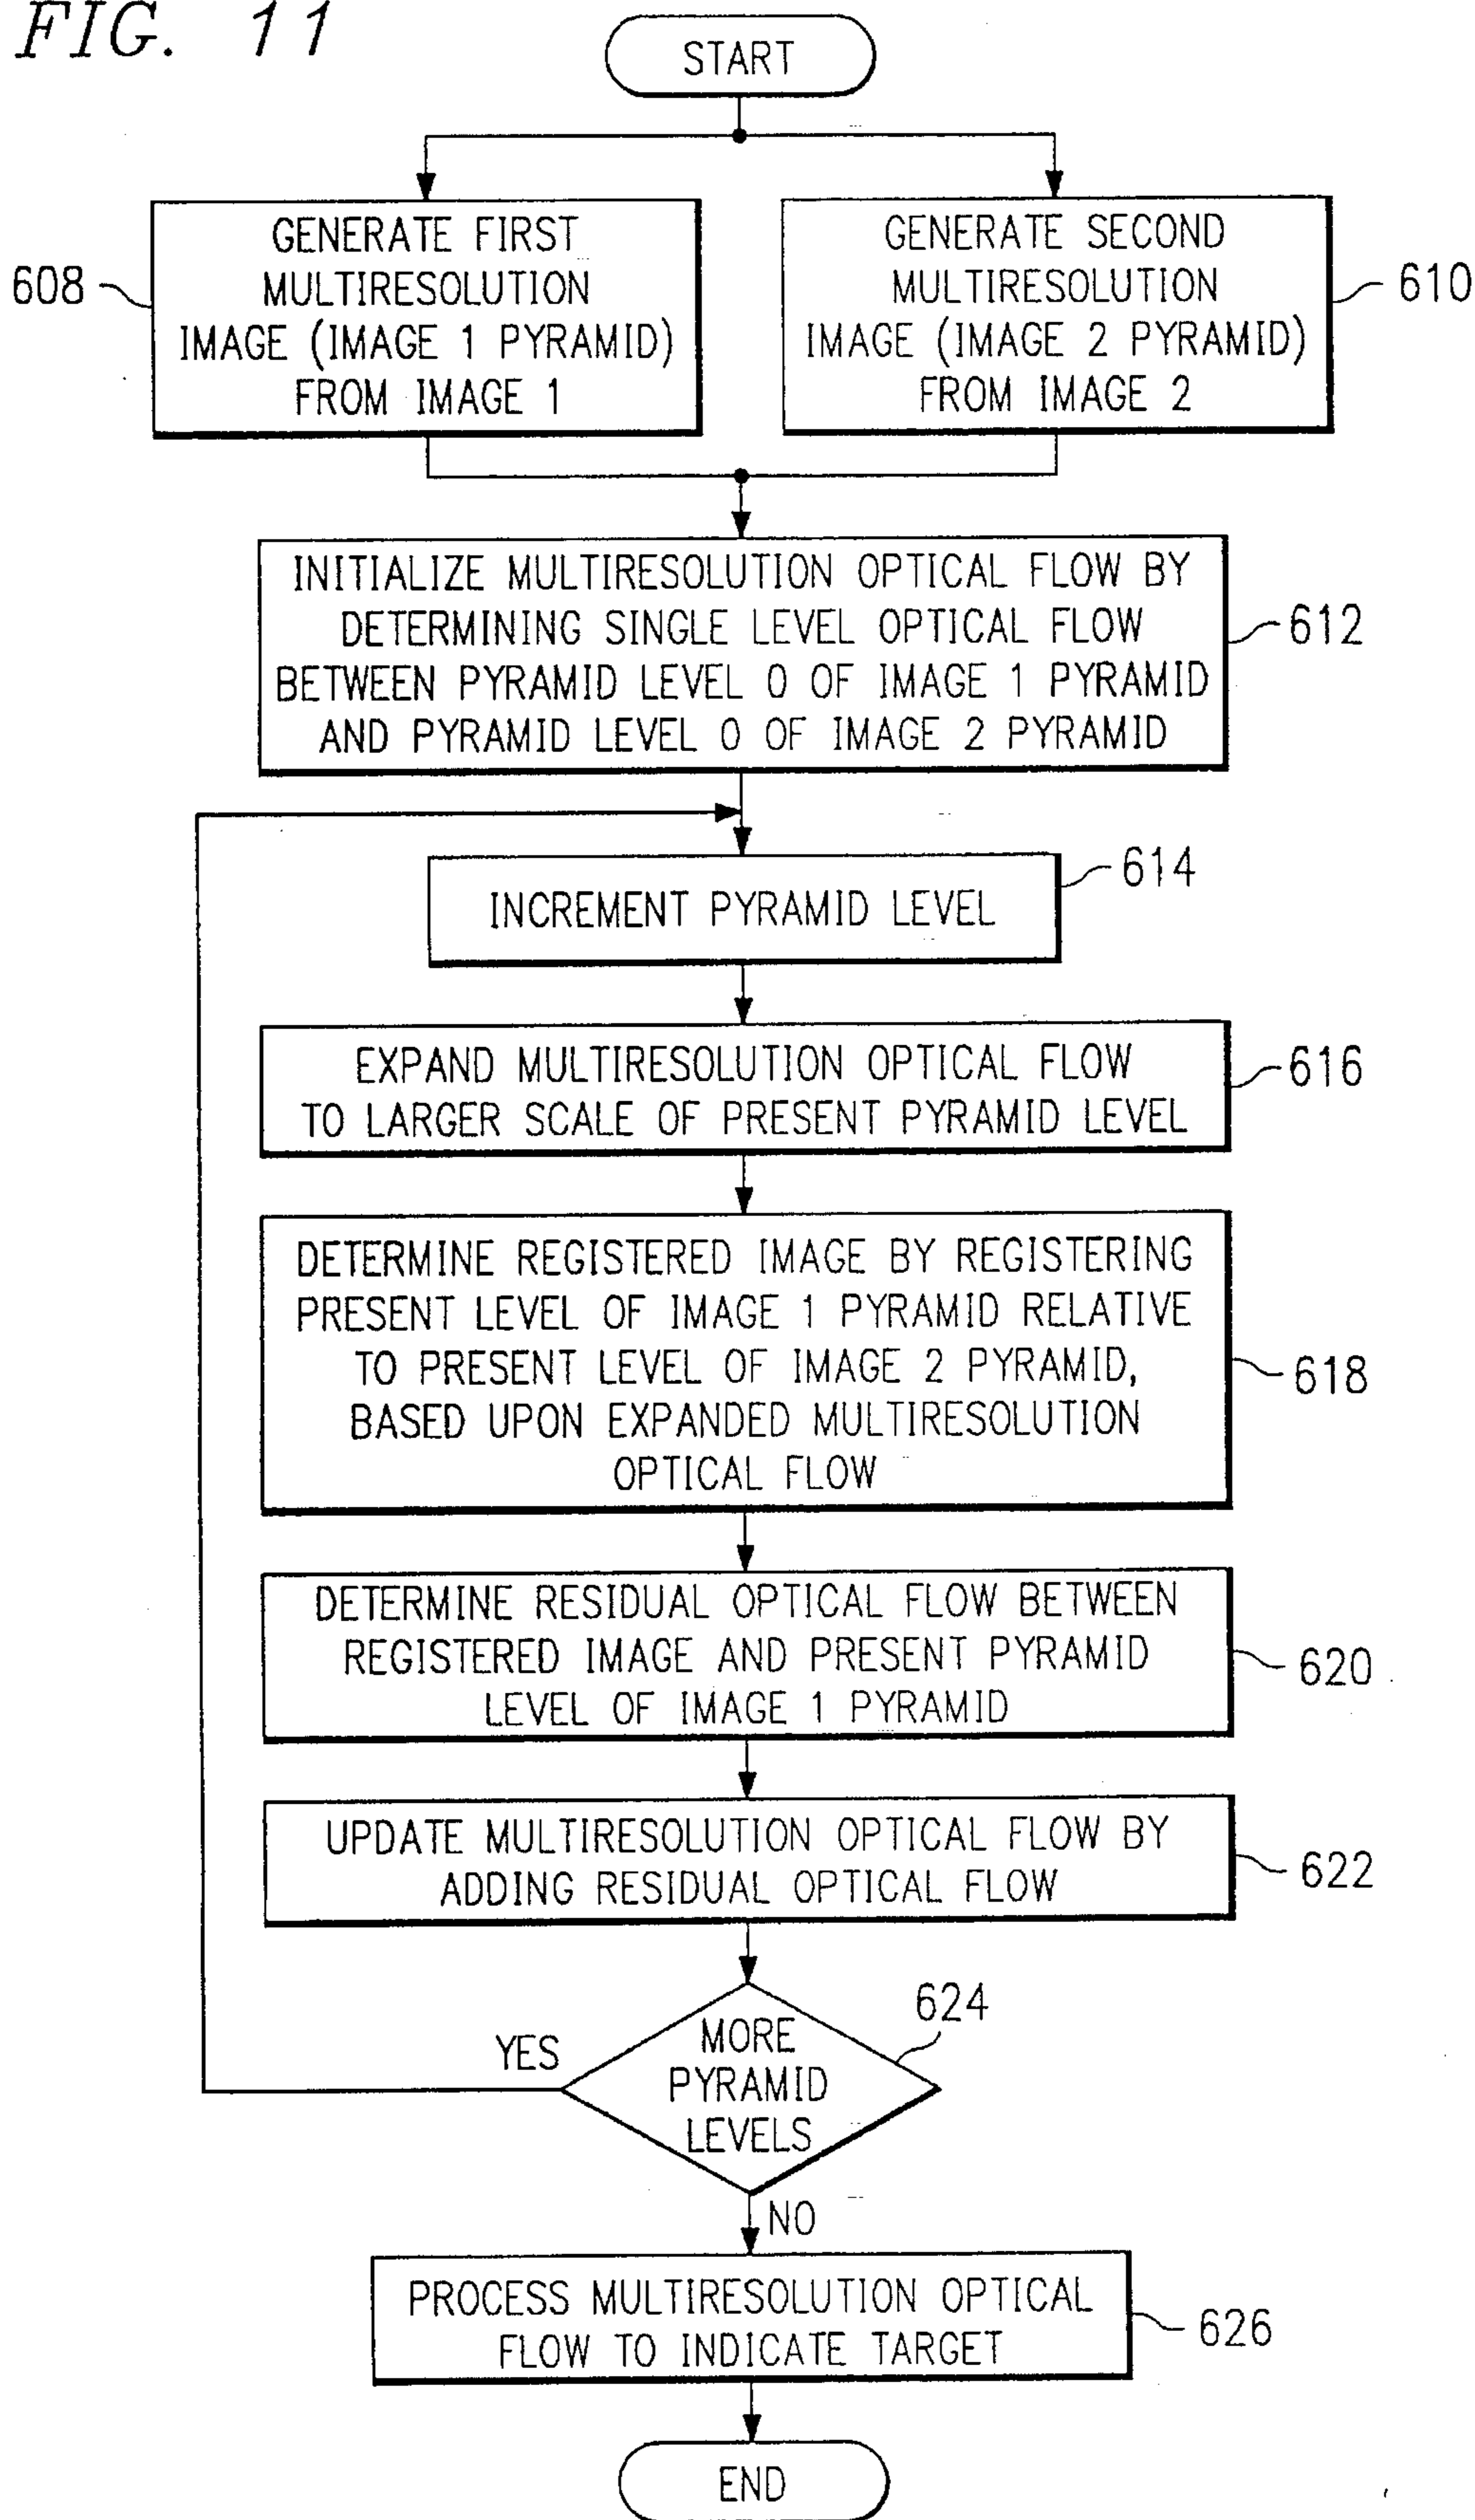 FIG. 11
START
GENERATE FIRST
MULTIRESOLUTION
IMAGE (IMAGE 1 PYRAMID)
FROM IMAGE 1
608
GENERATE SECOND
MULTIRESOLUTION
IMAGE (IMAGE 2 PYRAMID)
FROM IMAGE 2
610
INITIALIZE MULTIRESOLUTION OPTICAL FLOW BY
DETERMINING SINGLE LEVEL OPTICAL FLOW
BETWEEN PYRAMID LEVEL 0 OF IMAGE 1 PYRAMID
AND PYRAMID LEVEL 0 OF IMAGE 2 PYRAMID
612
INCREMENT PYRAMID LEVEL
614
EXPAND MULTIRESOLUTION OPTICAL FLOW
TO LARGER SCALE OF PRESENT PYRAMID LEVEL
616
DETERMINE REGISTERED IMAGE BY REGISTERING
PRESENT LEVEL OF IMAGE 1 PYRAMID RELATIVE
TO PRESENT LEVEL OF IMAGE 2 PYRAMID,
BASED UPON EXPANDED MULTIRESOLUTION
OPTICAL FLOW
618
DETERMINE RESIDUAL OPTICAL FLOW BETWEEN
REGISTERED IMAGE AND PRESENT PYRAMID
LEVEL OF IMAGE 1 PYRAMID
620
UPDATE MULTIRESOLUTION OPTICAL FLOW BY
ADDING RESIDUAL OPTICAL FLOW
622
624
YES
MORE
PYRAMID
LEVELS
NO
PROCESS MULTIRESOLUTION OPTICAL
FLOW TO INDICATE TARGET
626
END